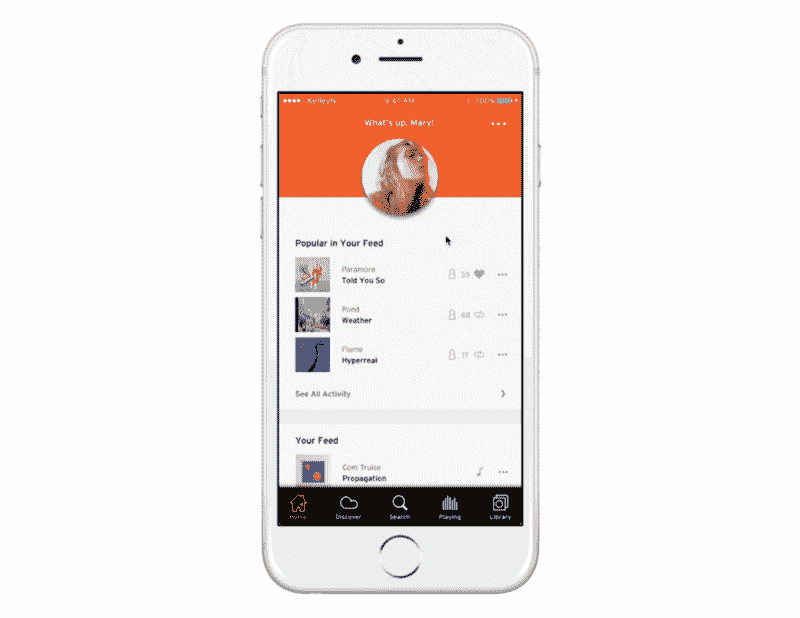 KelleyN 9:41 AM 100%
What's up, Mary!
Popular in Your Feed
Paramore
Told You So
35
Pond
Weather
48
Flume
Hyperreal
17
See All Activity
Your Feed
Com Truise
Propagation
Home Discover Search Playing Library